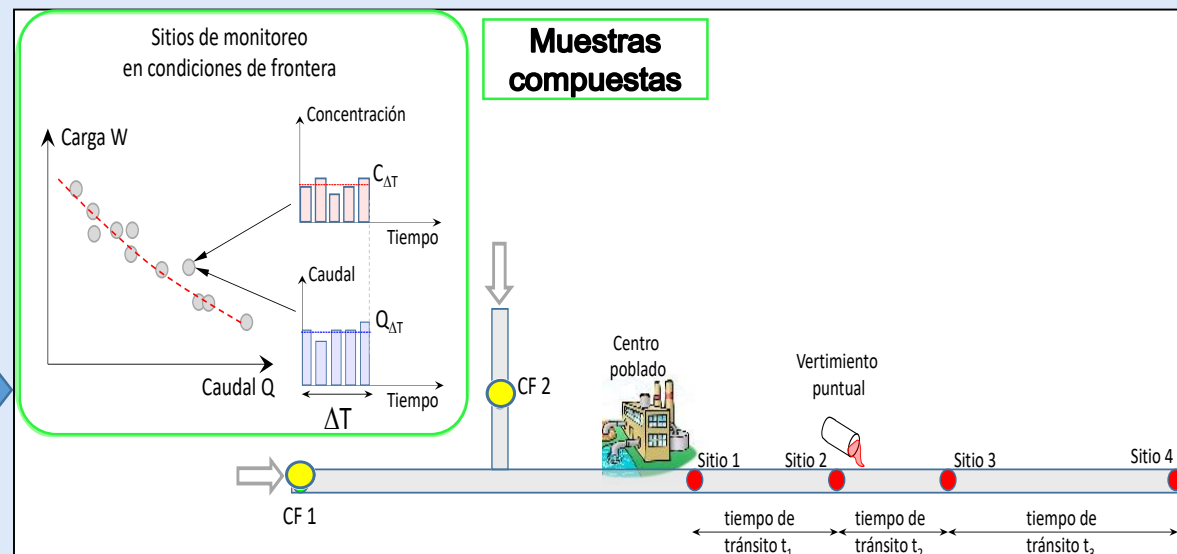 Sitios de monitoreo
en condiciones de frontera
Muestras
compuestas
Carga W
Caudal Q
Concentración
CΔT
Tiempo
Caudal
QΔT
Tiempo
ΔT
CF 2
CF 1
Centro
poblado
Vertimiento
puntual
Sitio 1
Sitio 2
Sitio 3
Sitio 4
tiempo de
tránsito t1
tiempo de
tránsito t2
tiempo de
tránsito t3